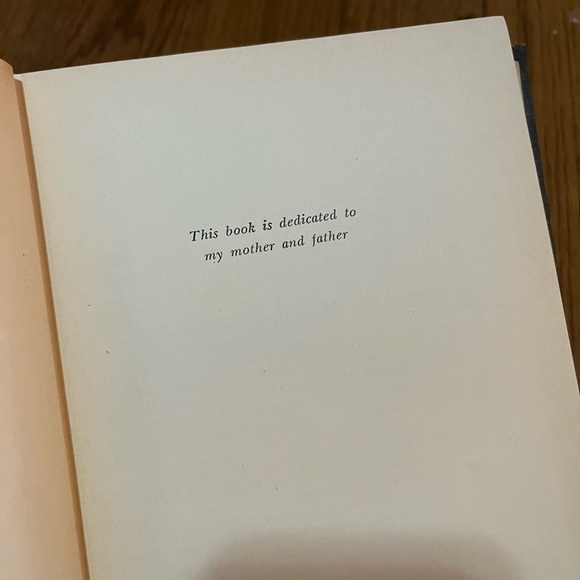 This book is dedicated to
my mother and father